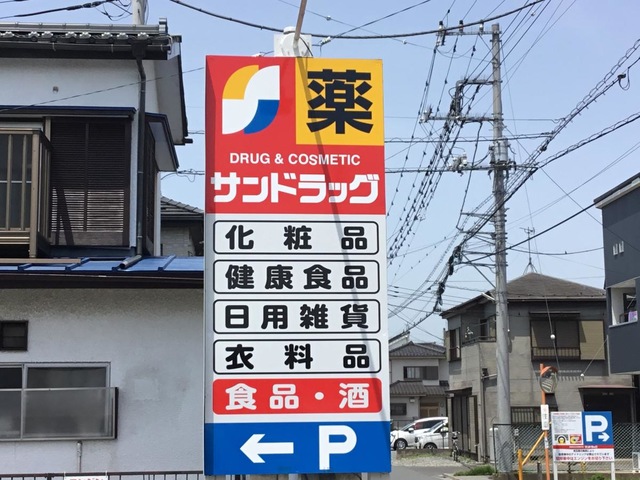 薬
DRUG & COSMETIC
サンドラッグ
化粧品
健康食品
日用雑貨
衣料品
食品・酒
← P
P